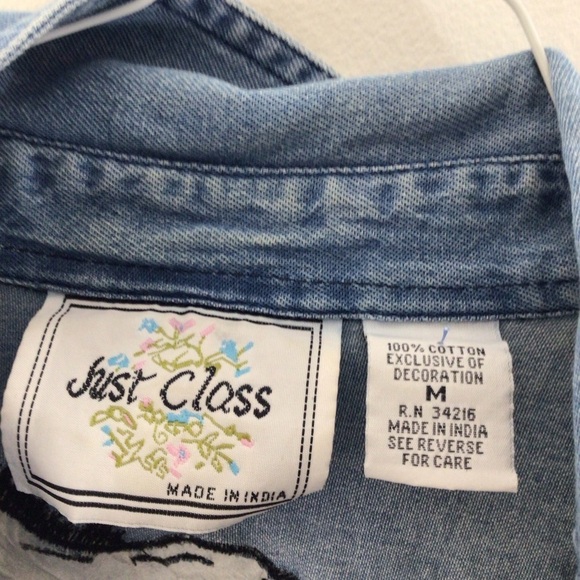 Just Class
MADE IN INDIA
100% COTTON
EXCLUSIVE OF
DECORATION
M
R.N 34216
MADE IN INDIA
SEE REVERSE
FOR CARE